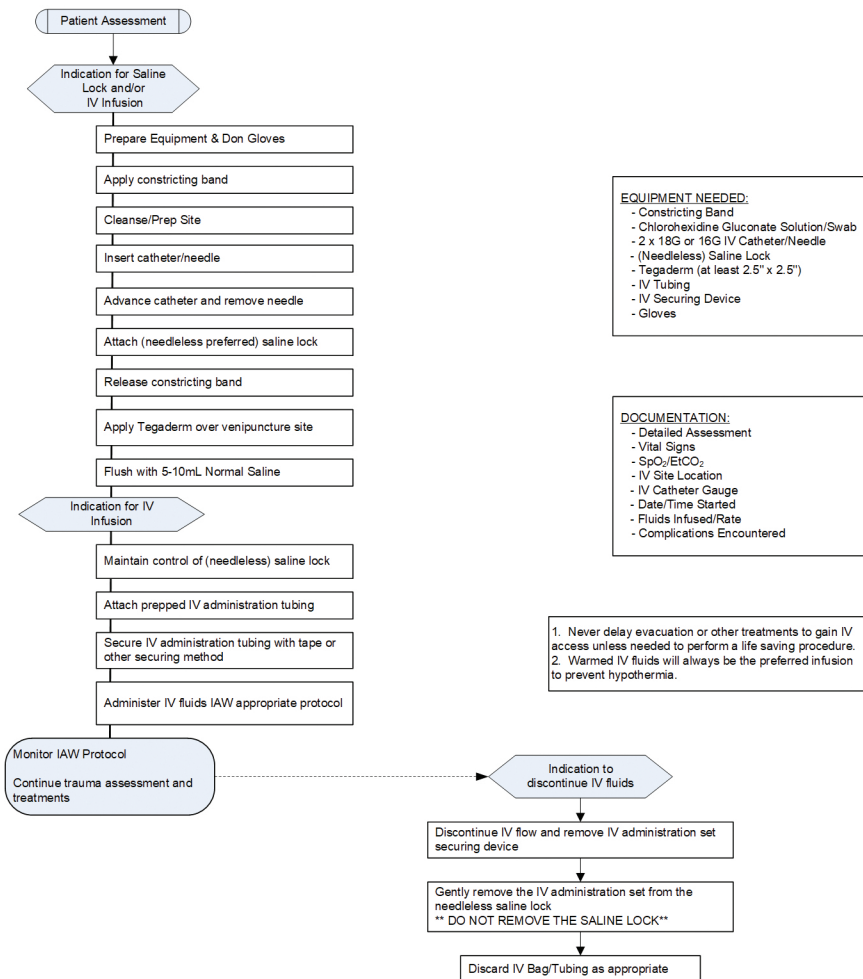 Patient Assessment
Indication for Saline
Lock and/or
IV Infusion
Prepare Equipment & Don Gloves
Apply constricting band
Cleanse/Prep Site
Insert catheter/needle
Advance catheter and remove needle
Attach (needleless preferred) saline lock
Release constricting band
Apply Tegaderm over venipuncture site
Flush with 5-10mL Normal Saline
Indication for IV
Infusion
Maintain control of (needleless) saline lock
Attach prepped IV administration tubing
Secure IV administration tubing with tape or
other securing method
Administer IV fluids IAW appropriate protocol
Monitor IAW Protocol
Continue trauma assessment and
treatments
EQUIPMENT NEEDED:
- Constricting Band
- Chlorohexidine Gluconate Solution/Swab
- 2 x 18G or 16G IV Catheter/Needle
- (Needleless) Saline Lock
- Tegaderm (at least 2.5" x 2.5")
- IV Tubing
- IV Securing Device
- Gloves
DOCUMENTATION:
- Detailed Assessment
- Vital Signs
- SpO₂/EtCO₂
- IV Site Location
- IV Catheter Gauge
- Date/Time Started
- Fluids Infused/Rate
- Complications Encountered
1. Never delay evacuation or other treatments to gain IV
access unless needed to perform a life saving procedure.
2. Warmed IV fluids will always be the preferred infusion
to prevent hypothermia.
Indication to
discontinue IV fluids
Discontinue IV flow and remove IV administration set
securing device
Gently remove the IV administration set from the
needleless saline lock
** DO NOT REMOVE THE SALINE LOCK**
Discard IV Bag/Tubing as appropriate